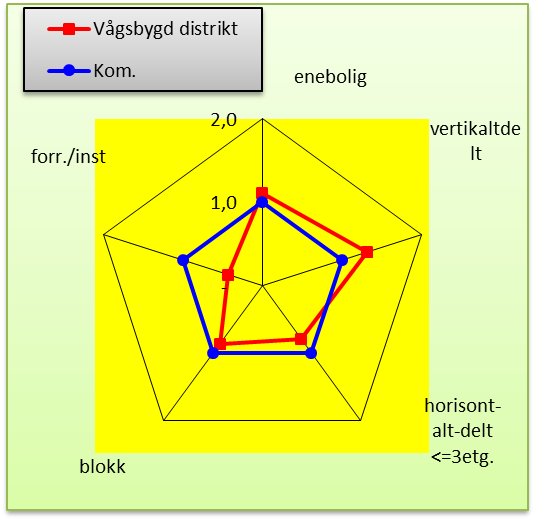 Vågsbygd distrikt
Kom.
enebolig
2,0
vertikaltde
lt
forr./inst
1,0
-
horisont-
alt-delt
<=3etg.
blokk